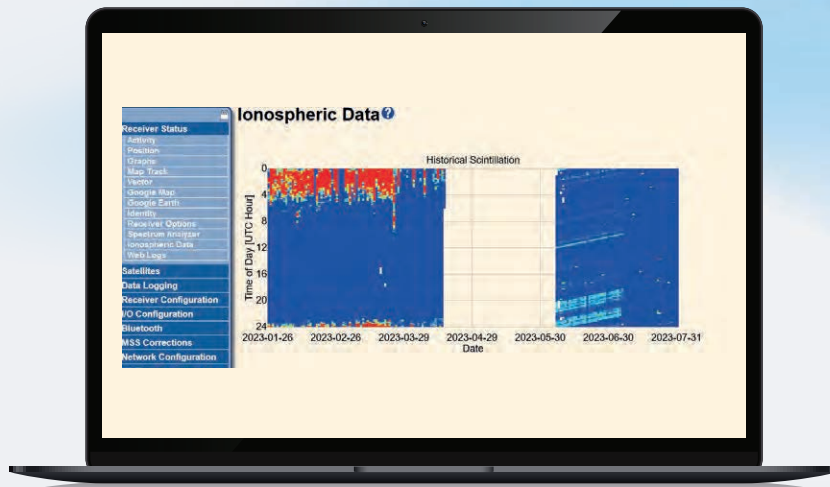 Ionospheric Data?
Receiver Status
Activity
Position
Graphs
Map Track
Vector
Google Map
Google Earth
Identity
Receiver Options
Spectrum Analyzer
Ionospheric Data
Web Logs
Satellites
Data Logging
Receiver Configuration
I/O Configuration
Bluetooth
MSS Corrections
Network Configuration
Historical Scintillation
Time of Day [UTC Hour]
0
4
8
12
16
20
24
2023-01-26 2023-02-26 2023-03-29 2023-04-29 2023-05-30 2023-06-30 2023-07-31
Date